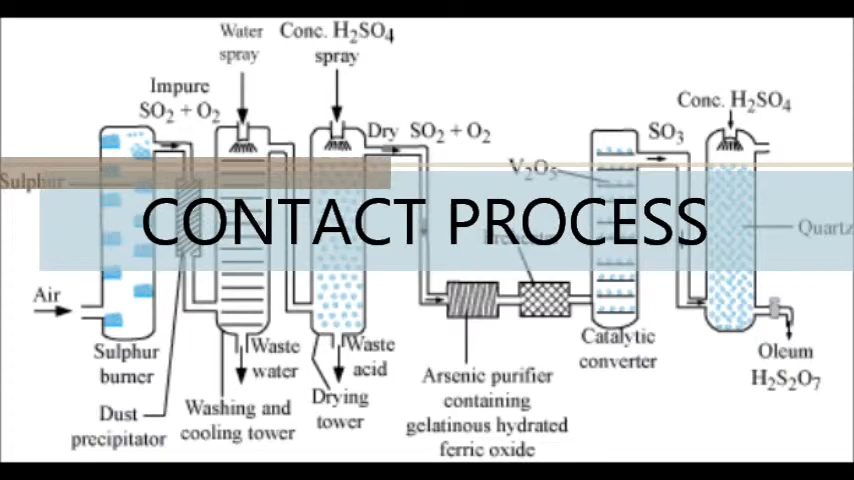 Water
spray
Conc. H₂SO₄
spray
Impure
SO₂ + O₂
Dry SO₂ + O₂
SO₃
Conc. H₂SO₄
Sulphur
V₂O₅
CONTACT PROCESS
Quartz
Air
Sulphur
burner
Waste
water
Waste
acid
Catalytic
converter
Oleum
H₂S₂O₇
Dust
precipitator
Washing and
cooling tower
Drying
tower
Arsenic purifier
containing
gelatinous hydrated
ferric oxide